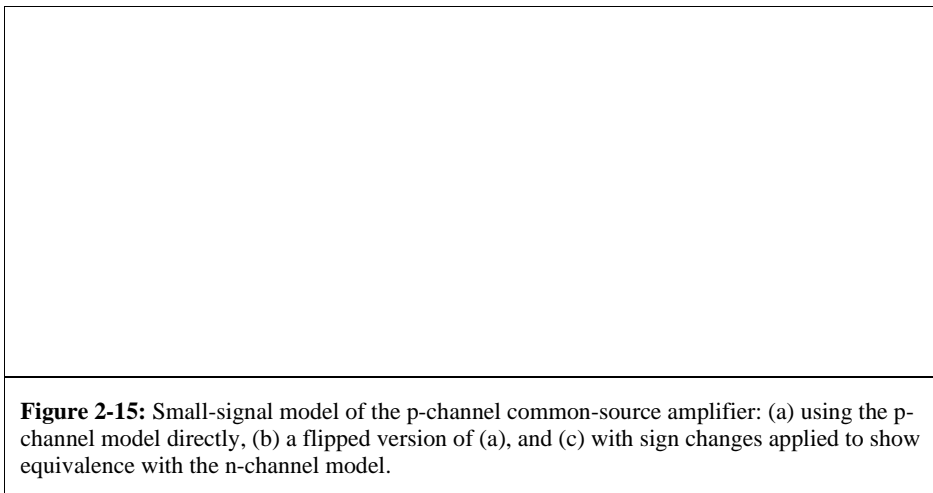 Figure 2-15: Small-signal model of the p-channel common-source amplifier: (a) using the p-
channel model directly, (b) a flipped version of (a), and (c) with sign changes applied to show
equivalence with the n-channel model.